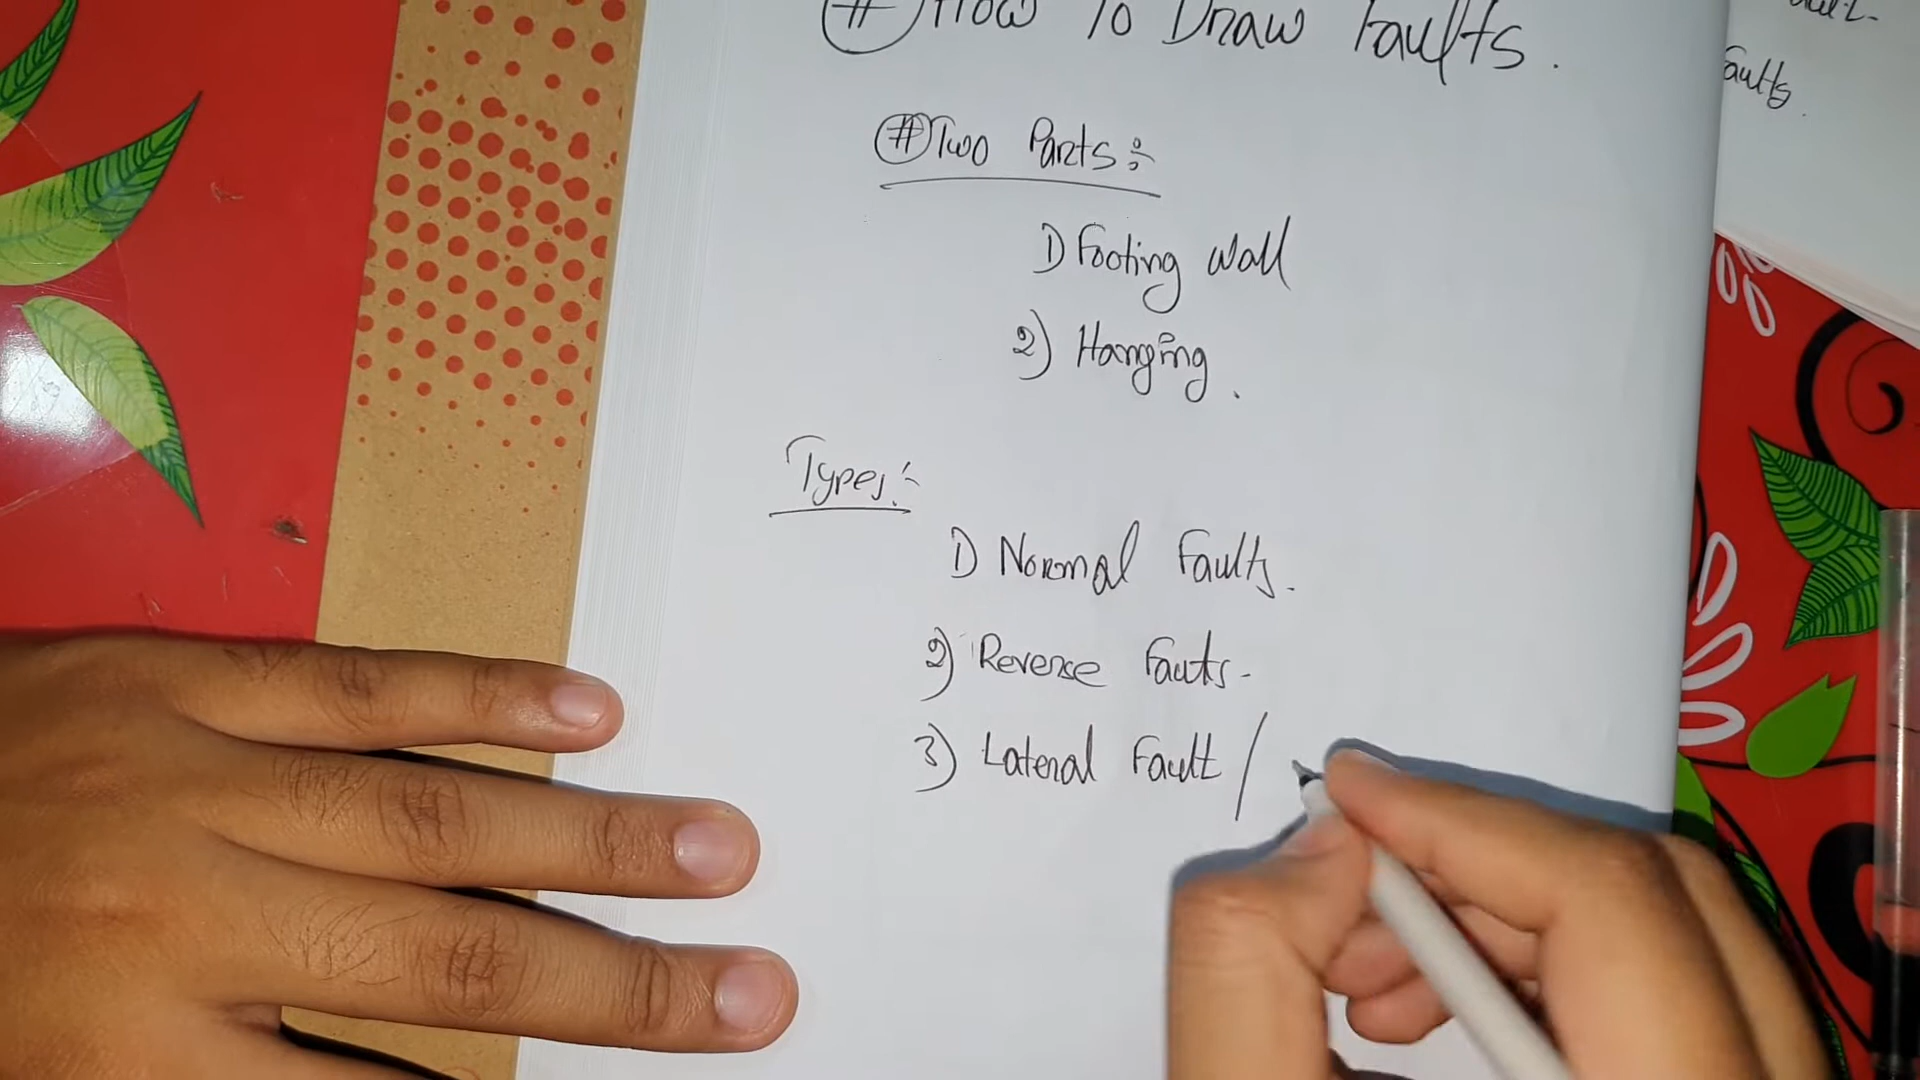 # How To Draw Faults.
# Two Parts:
1) Footing Wall
2) Hanging.
Types:-
1) Normal Faults.
2) Reverse Fauts-
3) Lateral Fault /
Faults.